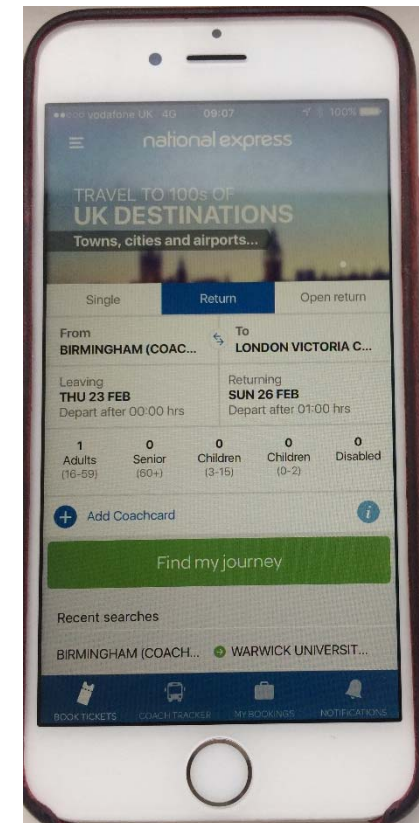 vodafone UK 4G 09:07 100%
national express
TRAVEL TO 100s OF
UK DESTINATIONS
Towns, cities and airports...
Single Return Open return
From To
BIRMINGHAM (COAC... LONDON VICTORIA C...
Leaving Returning
THU 23 FEB SUN 26 FEB
Depart after 00:00 hrs Depart after 01:00 hrs
1 0 0 0 0
Adults Senior Children Children Disabled
(16-59) (60+) (3-15) (0-2)
Add Coachcard i
Find my journey
Recent searches
BIRMINGHAM (COACH... WARWICK UNIVERSIT...
BOOK TICKETS COACH TRACKER MY BOOKINGS NOTIFICATIONS